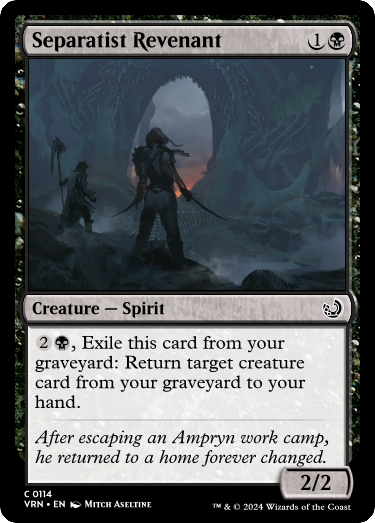 Separatist Revenant 1
Creature — Spirit
2, Exile this card from your
graveyard: Return target creature
card from your graveyard to your
hand.
After escaping an Ampryn work camp,
he returned to a home forever changed.
2/2
C 0114
VRN • EN Mitch Aseltine
™ & © 2024 Wizards of the Coast